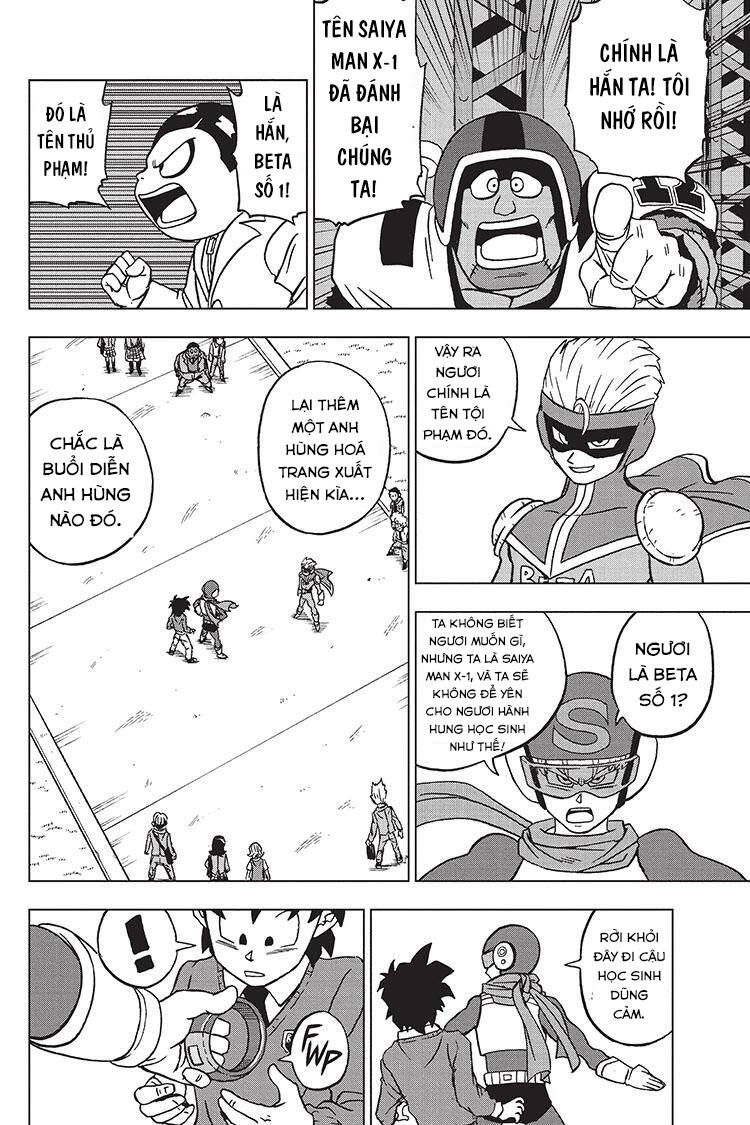 CHÍNH LÀ
HẮN TA! TÔI
NHỚ RỒI!
TÊN SAIYA
MAN X-1
ĐÃ ĐÁNH
BẠI
CHÚNG
TA!
LÀ
HẮN,
BETA
SỐ 1!
ĐÓ LÀ
TÊN THỦ
PHẠM!
VẬY RA
NGƯƠI
CHÍNH LÀ
TÊN TỘI
PHẠM ĐÓ.
BETA
LẠI THÊM
MỘT ANH
HÙNG HOÁ
TRANG XUẤT
HIỆN KÌA...
CHẮC LÀ
BUỔI DIỄN
ANH HÙNG
NÀO ĐÓ.
NGƯƠI
LÀ BETA
SỐ 1?
TA KHÔNG BIẾT
NGƯƠI MUỐN GÌ,
NHƯNG TA LÀ SAIYA
MAN X-1, VÀ TA SẼ
KHÔNG ĐỂ YÊN
CHO NGƯƠI HÀNH
HUNG HỌC SINH
NHƯ THẾ!
S
RỜI KHỎI
ĐÂY ĐI CẬU
HỌC SINH
DŨNG
CẢM.
!
FWP